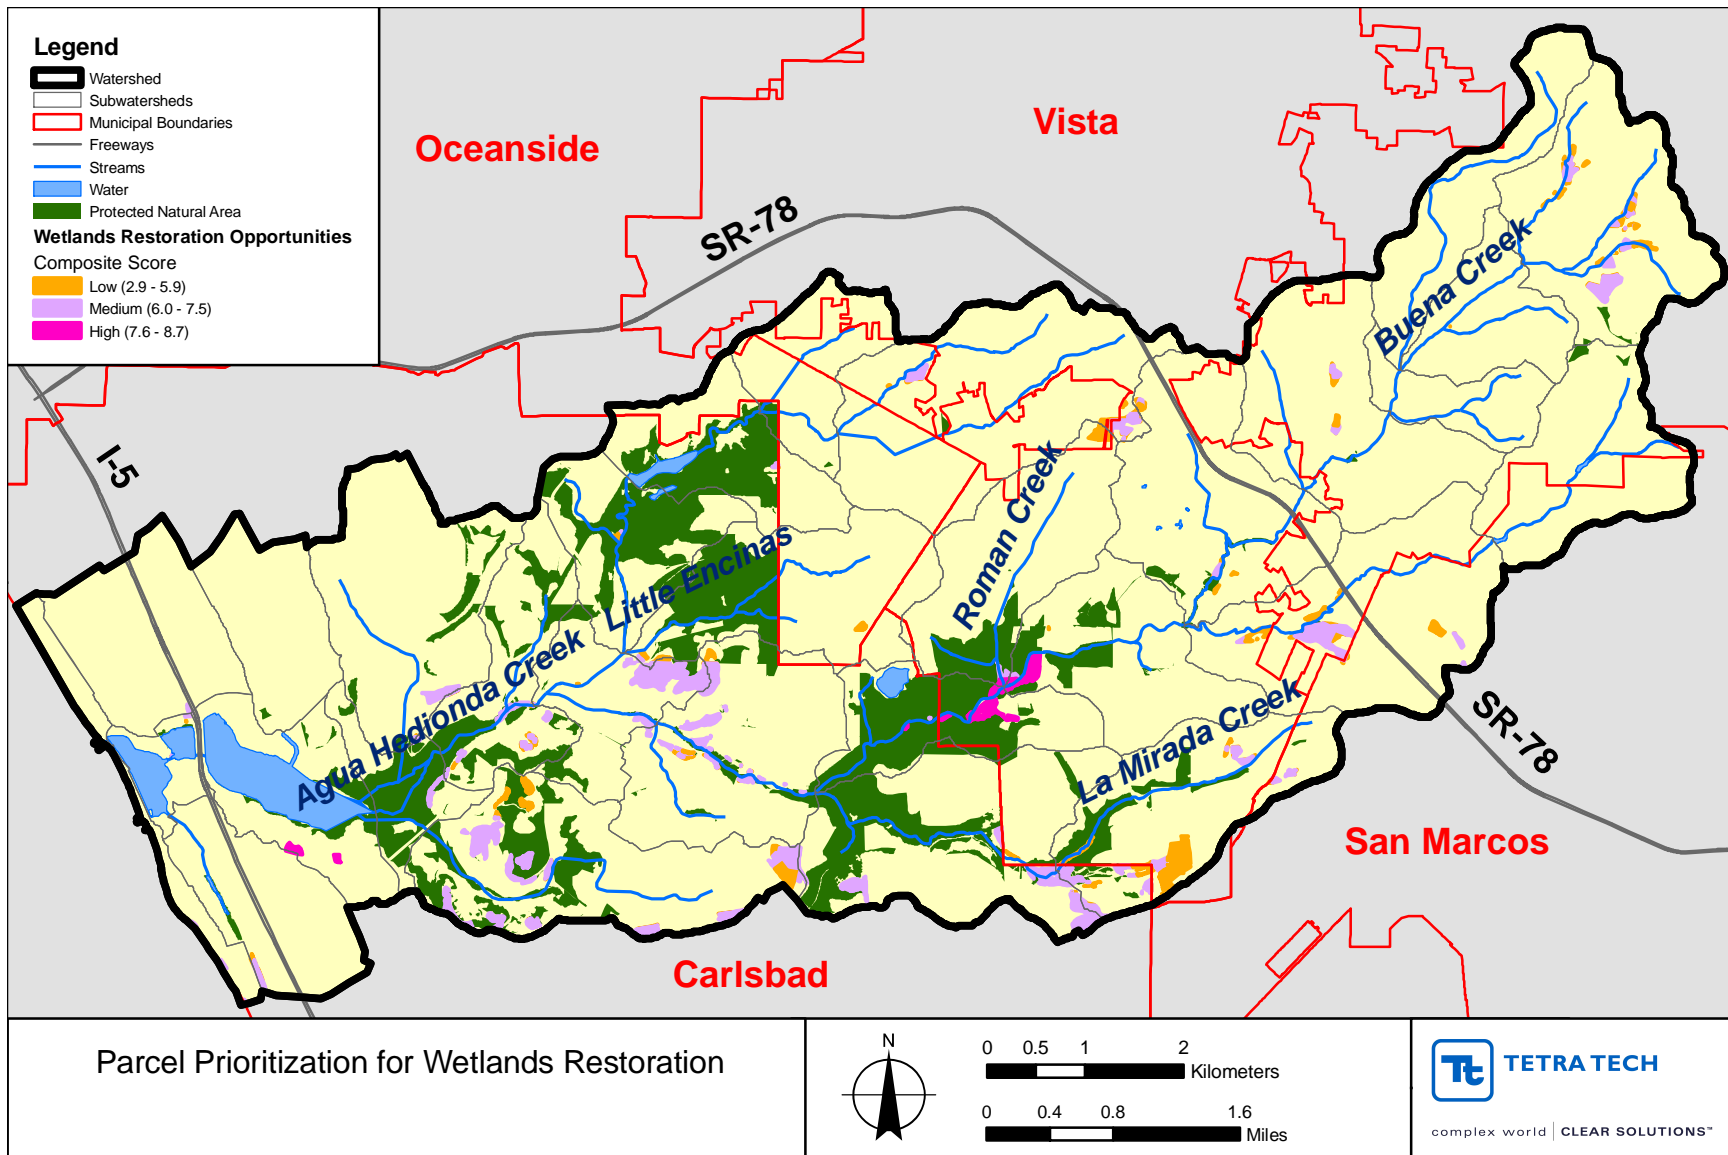 Legend
Watershed
Subwatersheds
Municipal Boundaries
Freeways
Streams
Water
Protected Natural Area
Wetlands Restoration Opportunities
Composite Score
Low (2.9 - 5.9)
Medium (6.0 - 7.5)
High (7.6 - 8.7)
Oceanside
Vista
SR-78
Buena Creek
I-5
Roman Creek
Little Encinas
Agua Hedionda Creek
La Mirada Creek
SR-78
San Marcos
Carlsbad
Parcel Prioritization for Wetlands Restoration
N
0 0.5 1 2
Kilometers
0 0.4 0.8 1.6
Miles
Tt
TETRA TECH
complex world | CLEAR SOLUTIONS™